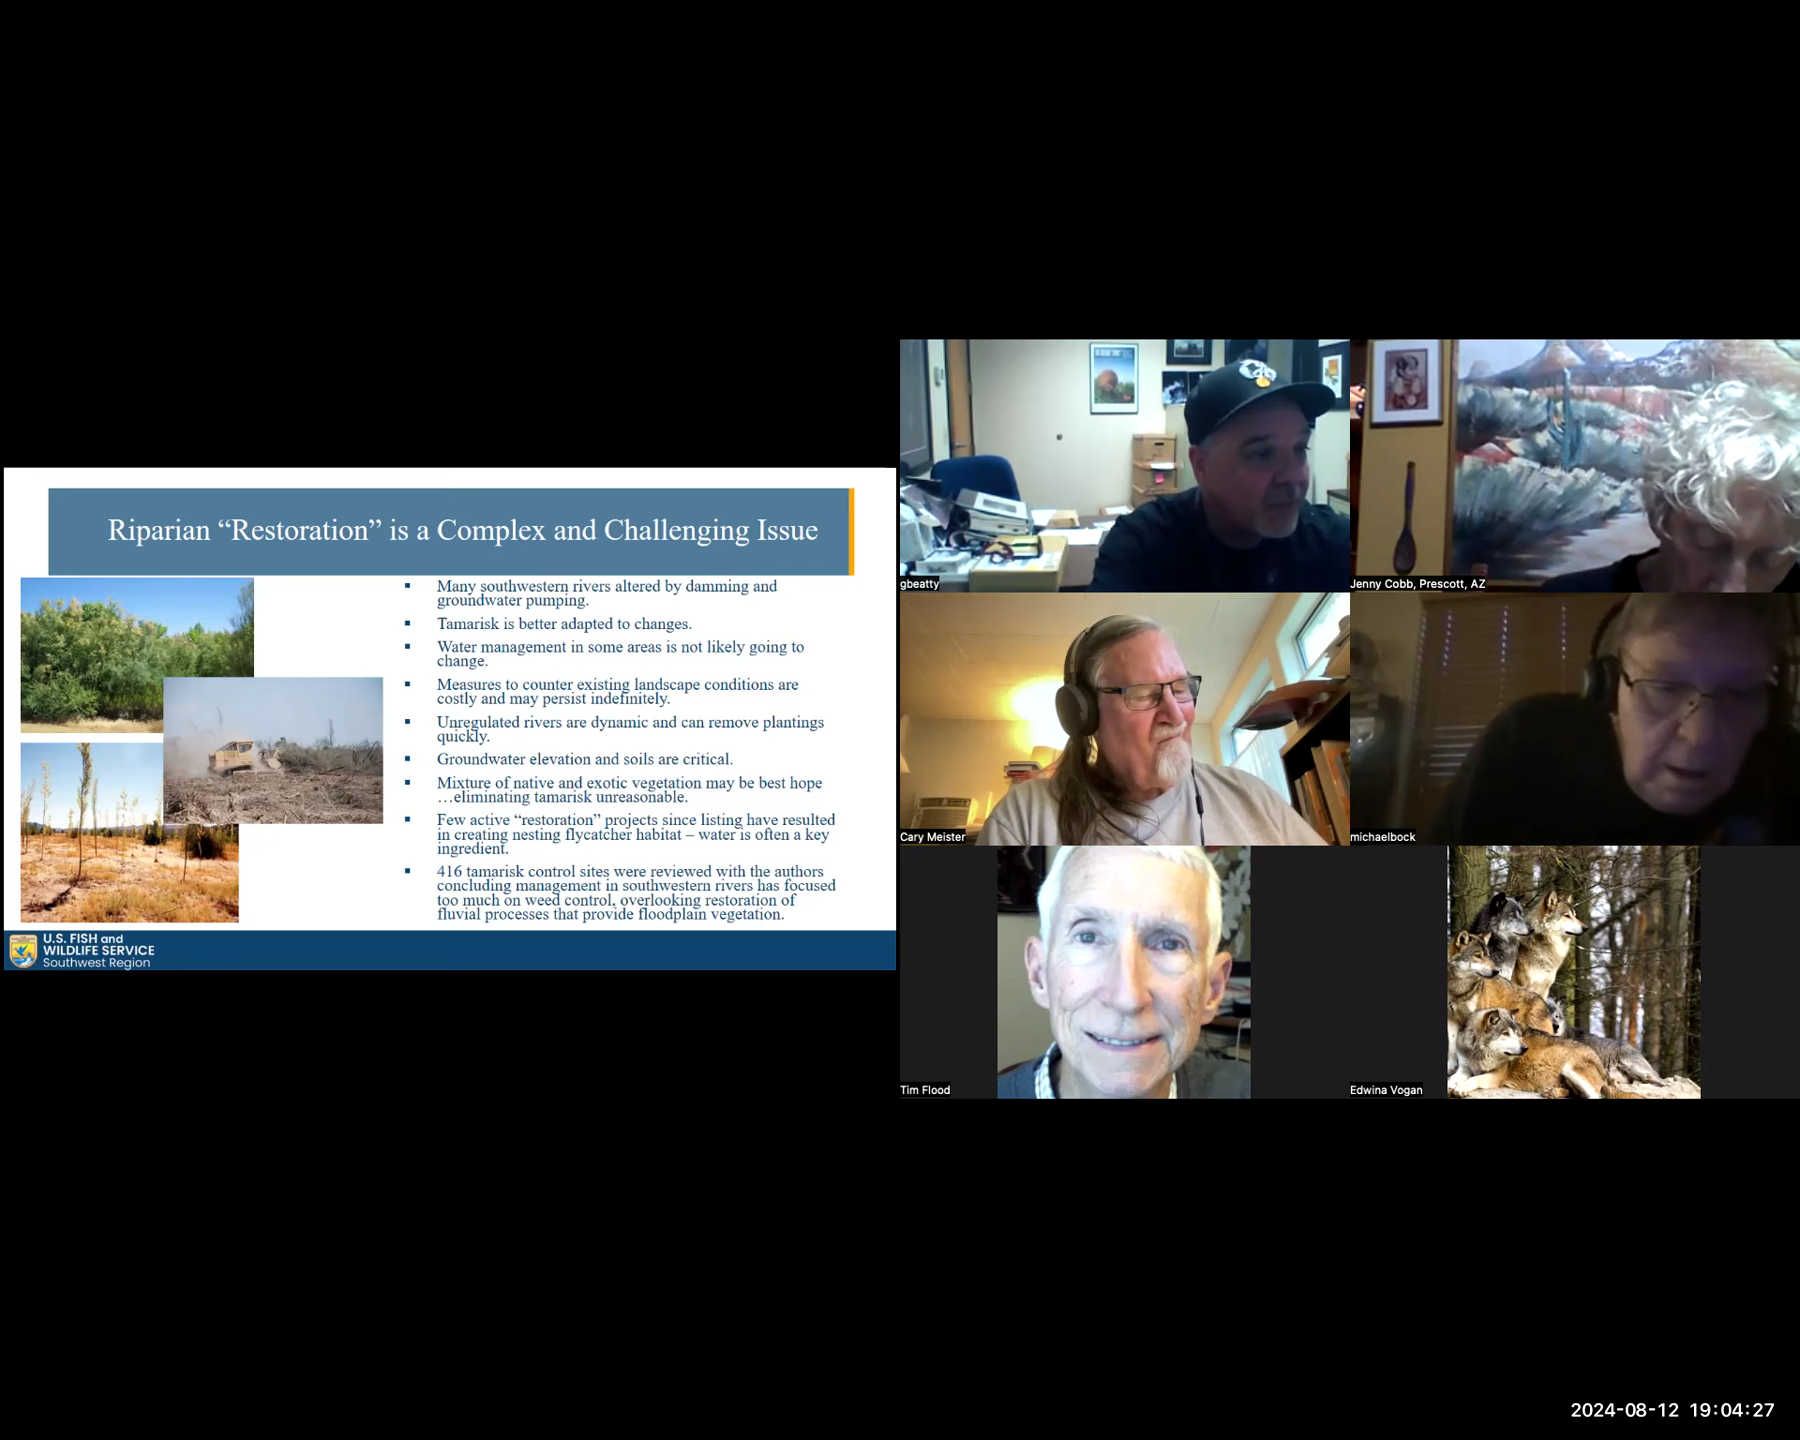 Riparian “Restoration” is a Complex and Challenging Issue
▪ Many southwestern rivers altered by damming and
groundwater pumping.
▪ Tamarisk is better adapted to changes.
▪ Water management in some areas is not likely going to
change.
▪ Measures to counter existing landscape conditions are
costly and may persist indefinitely.
▪ Unregulated rivers are dynamic and can remove plantings
quickly.
▪ Groundwater elevation and soils are critical.
▪ Mixture of native and exotic vegetation may be best hope
…eliminating tamarisk unreasonable.
▪ Few active “restoration” projects since listing have resulted
in creating nesting flycatcher habitat – water is often a key
ingredient.
▪ 416 tamarisk control sites were reviewed with the authors
concluding management in southwestern rivers has focused
too much on weed control, overlooking restoration of
fluvial processes that provide floodplain vegetation.
U.S. FISH and
WILDLIFE SERVICE
Southwest Region
gbeatty
Jenny Cobb, Prescott, AZ
Cary Meister
michaelbock
Tim Flood
Edwina Vogan
2024-08-12 19:04:27